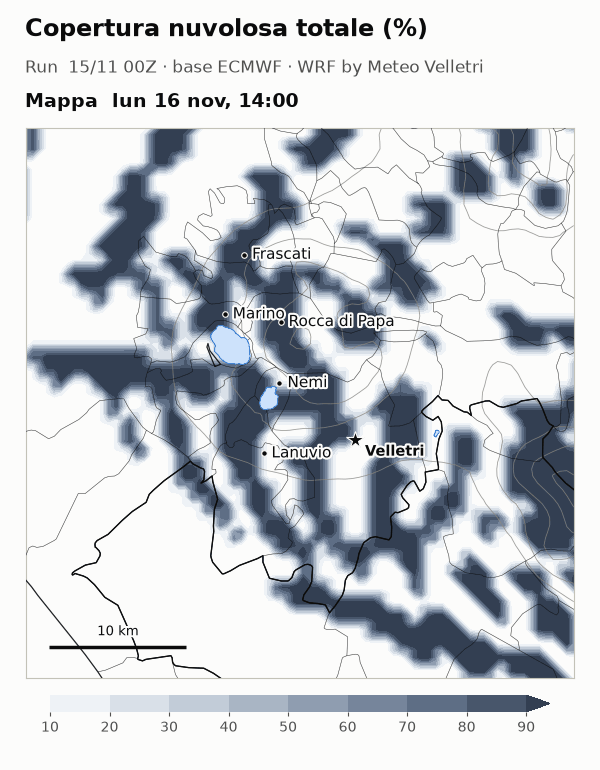 Copertura nuvolosa totale (%)
Run  15/11 00Z · base ECMWF · WRF by Meteo Velletri
Mappa  lun 16 nov, 14:00
Frascati
Marino
Rocca di Papa
Nemi
Velletri
Lanuvio
10 km
10 20 30 40 50 60 70 80 90